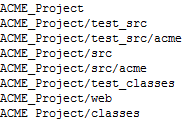 ACME_Project
ACME_Project/test_src
ACME_Project/test_src/acme
ACME_Project/src
ACME_Project/src/acme
ACME_Project/test_classes
ACME_Project/web
ACME_Project/classes